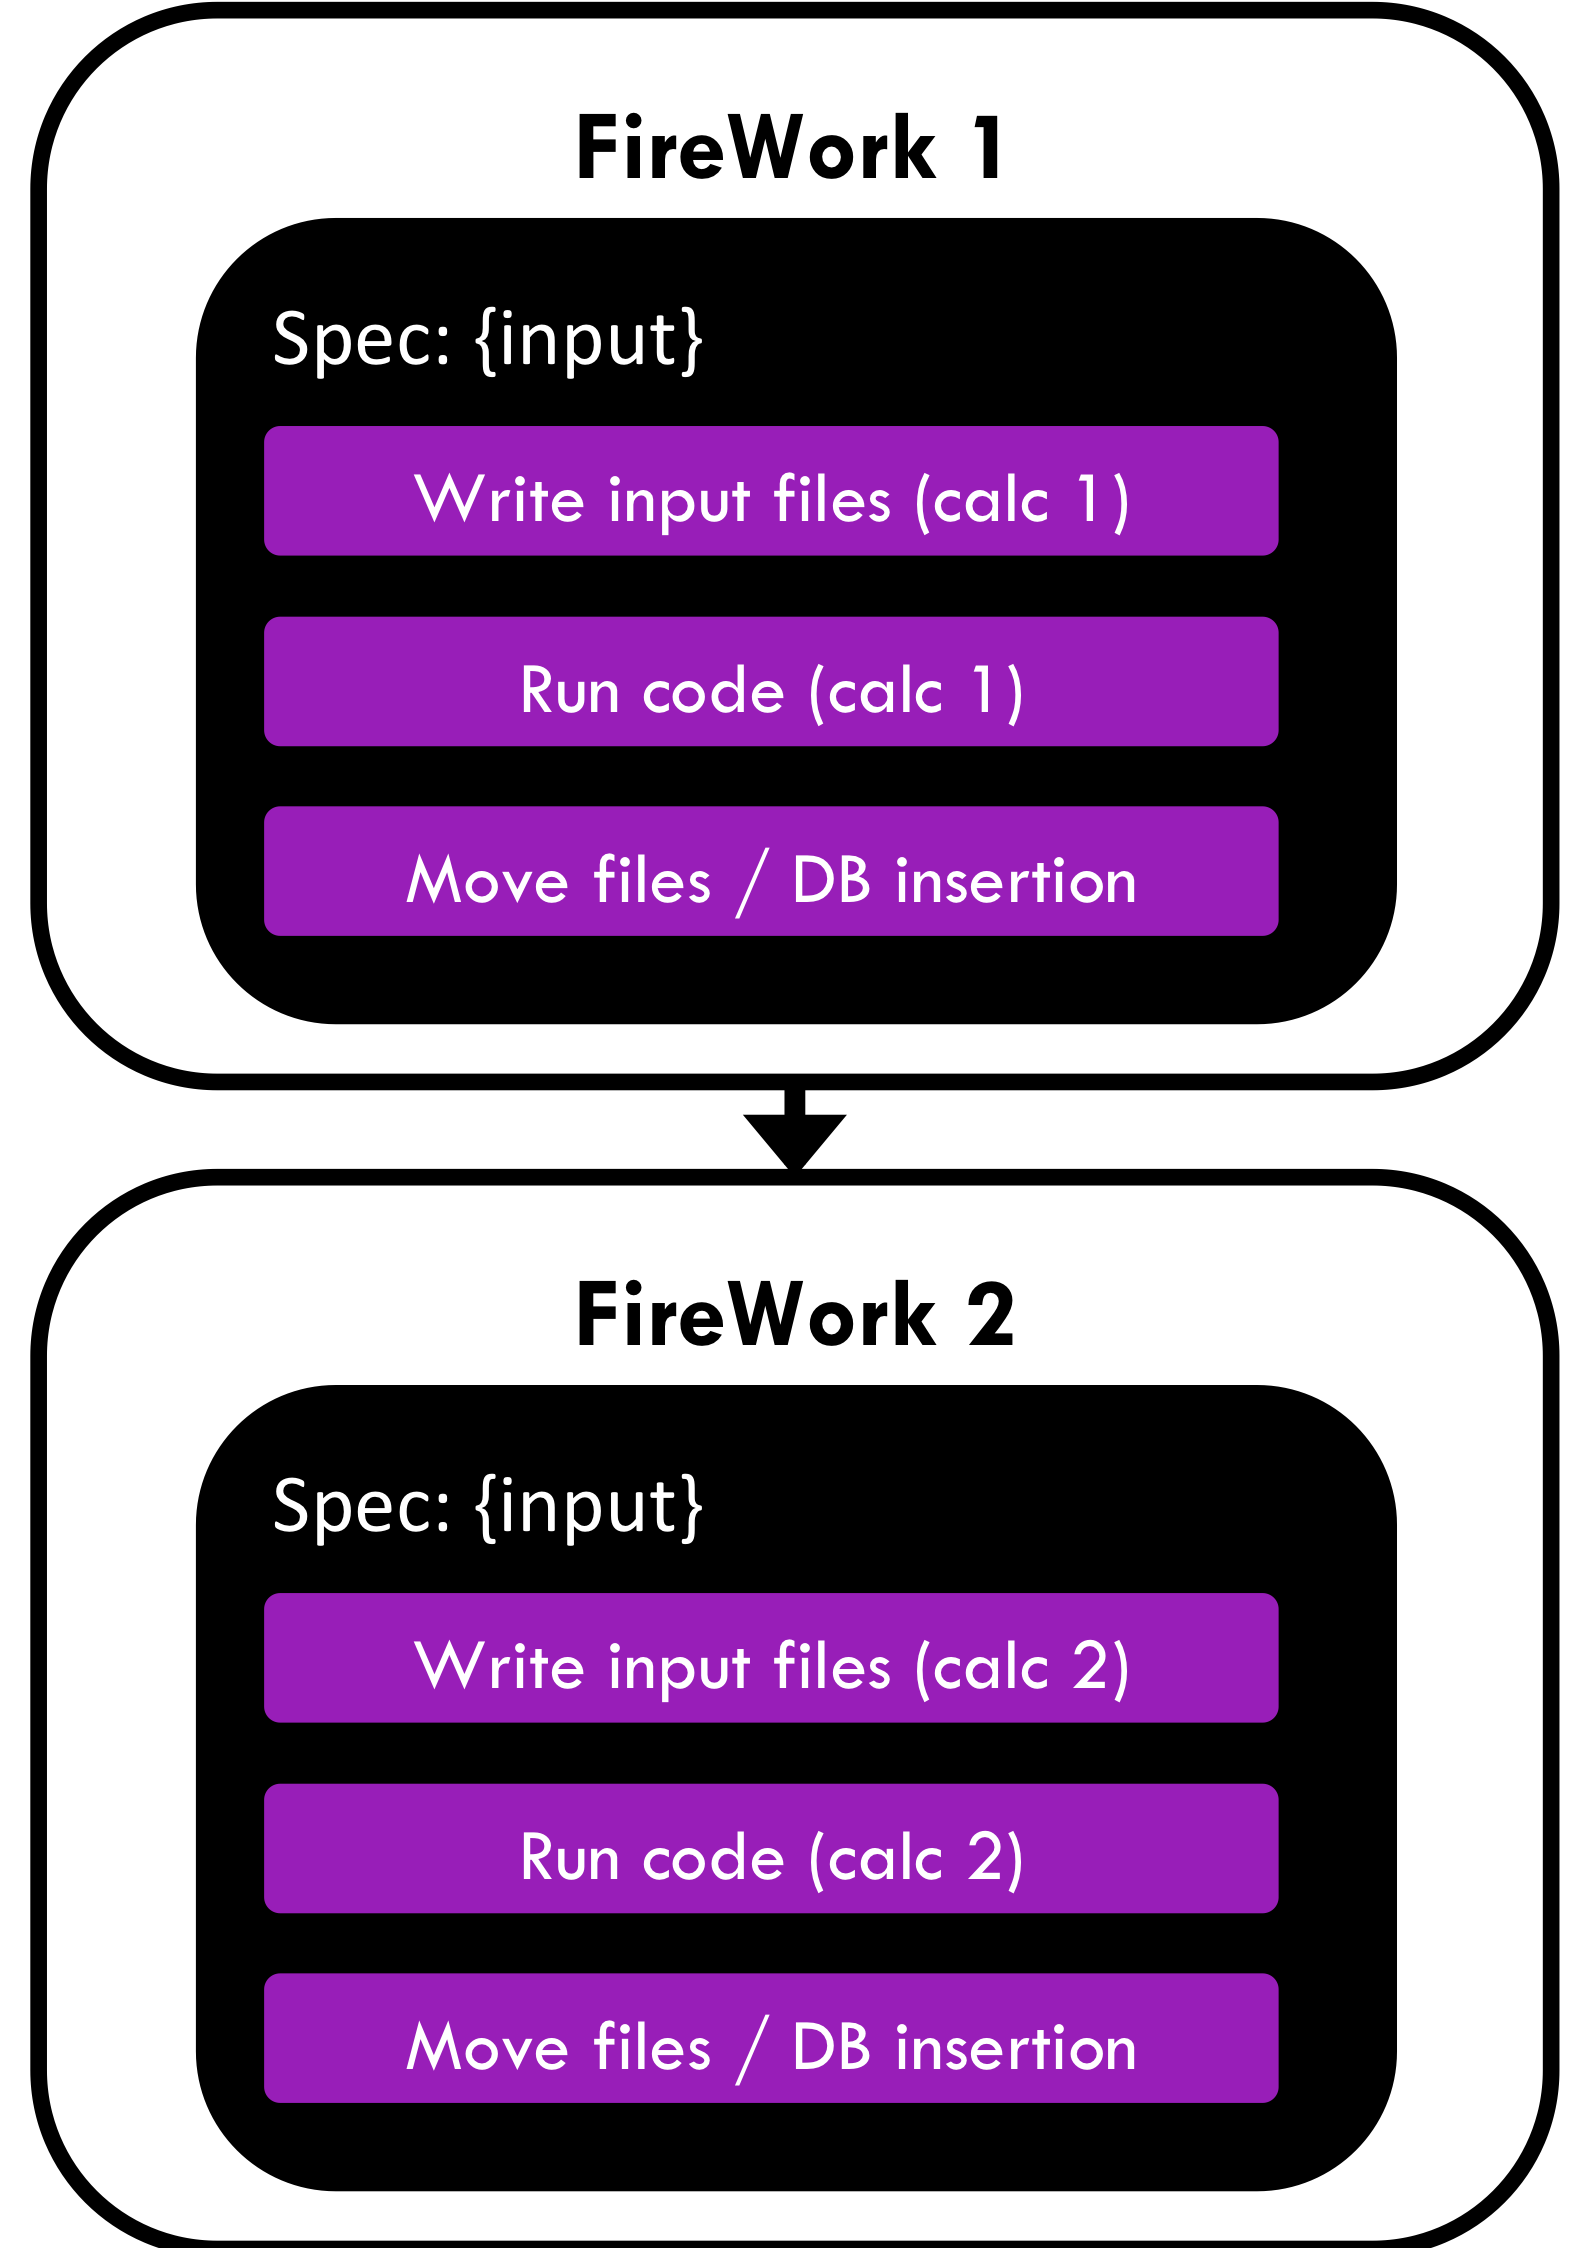 FireWork 1
Spec: {input}
Write input files (calc 1)
Run code (calc 1)
Move files / DB insertion
FireWork 2
Spec: {input}
Write input files (calc 2)
Run code (calc 2)
Move files / DB insertion